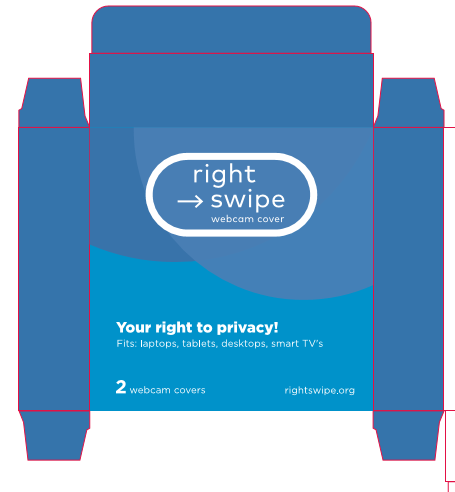 right
→ swipe
webcam cover
Your right to privacy!
Fits: laptops, tablets, desktops, smart TV's
2 webcam covers
rightswipe.org